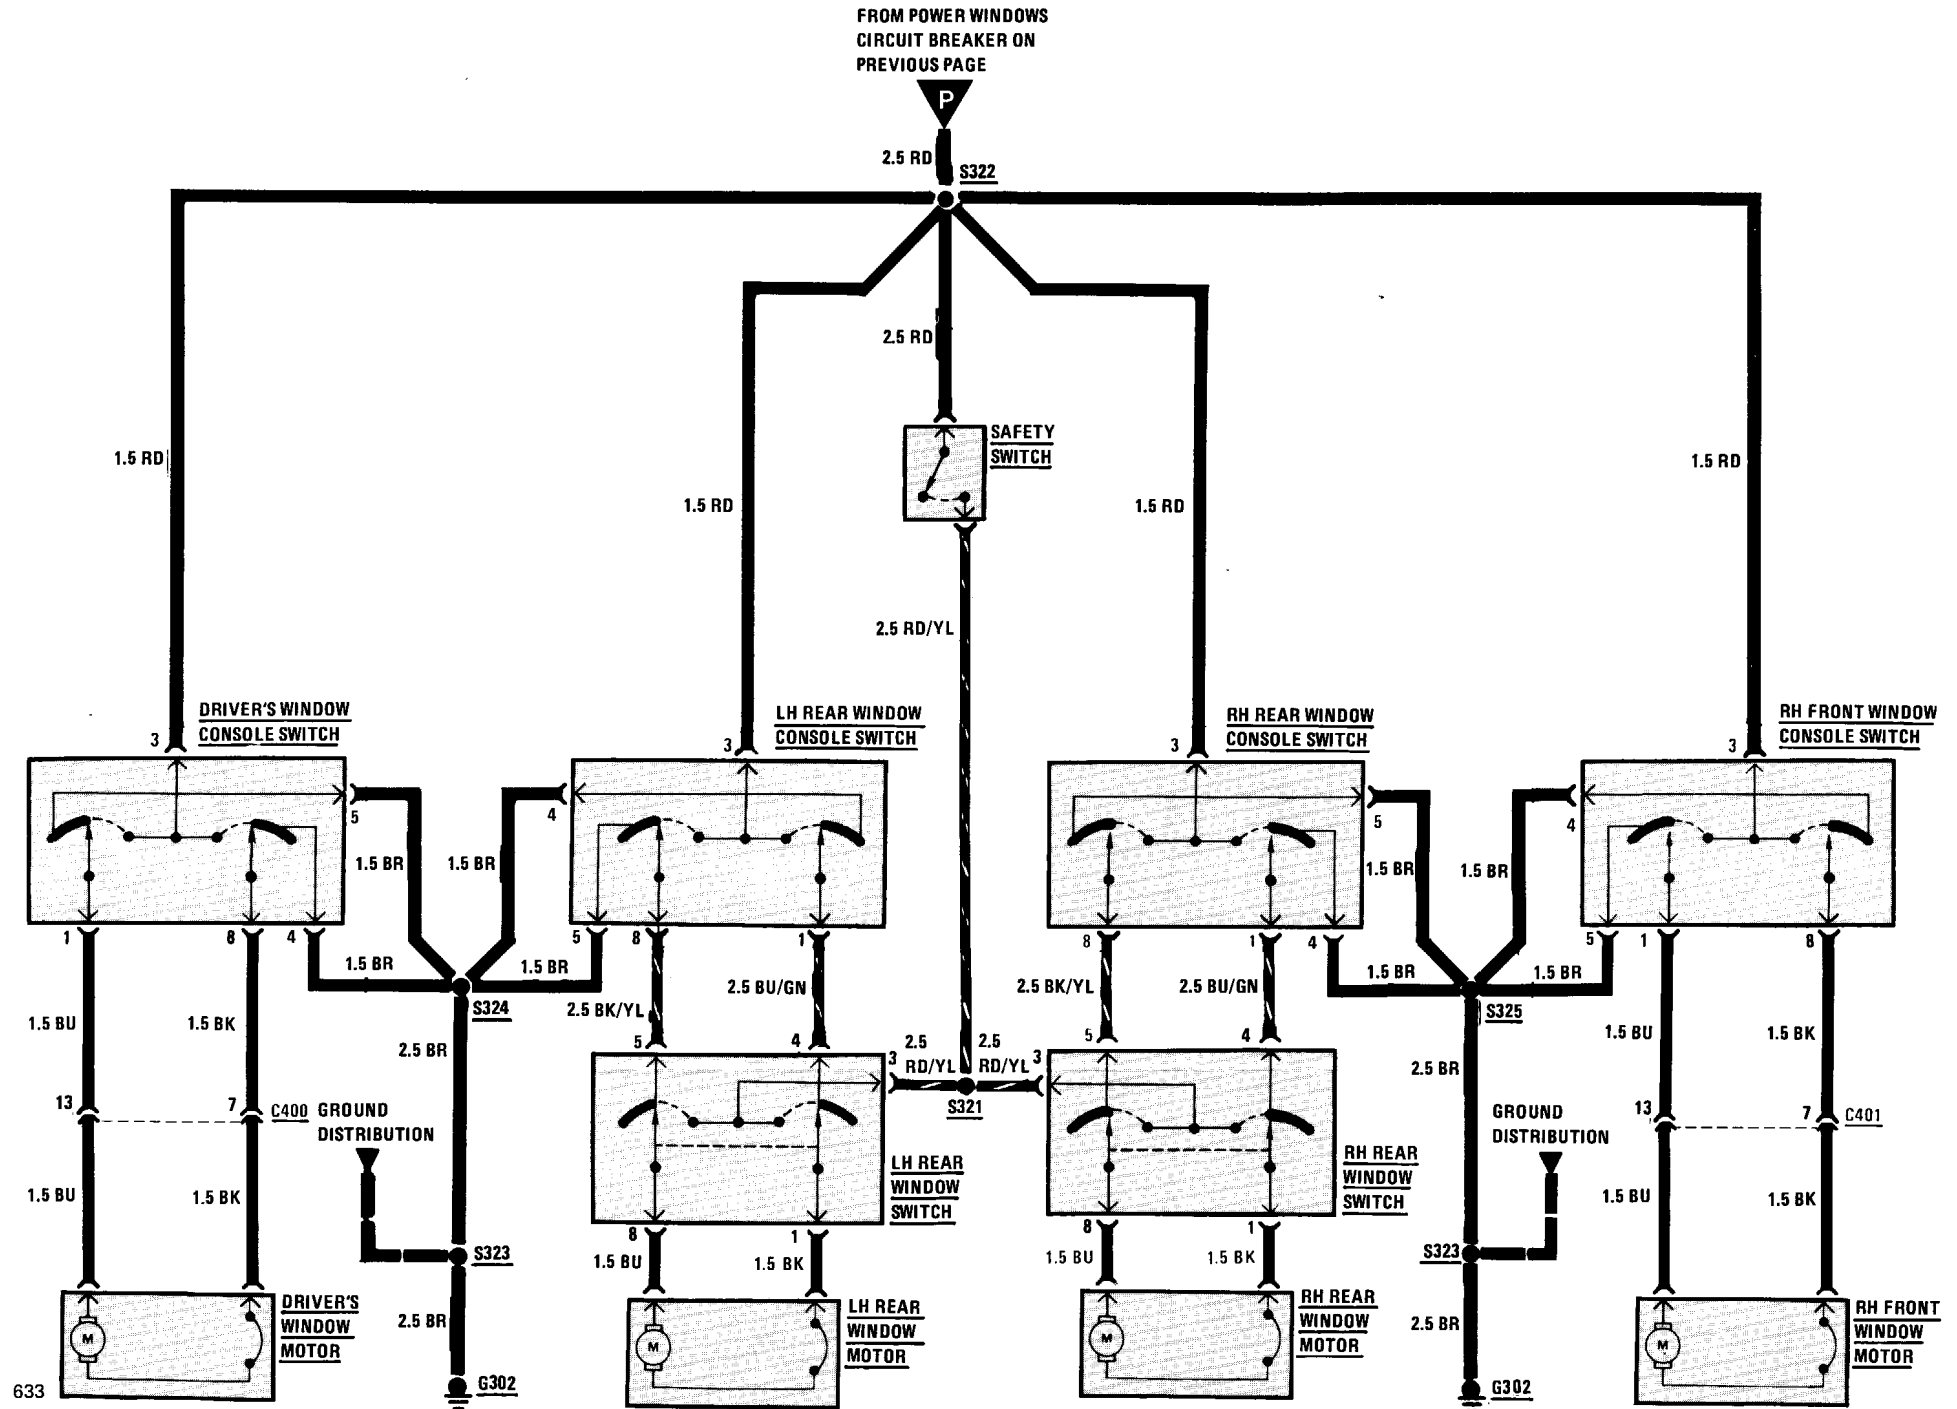 FROM POWER WINDOWS
CIRCUIT BREAKER ON
PREVIOUS PAGE
P
2.5 RD
S322
2.5 RD
SAFETY
SWITCH
1.5 RD
1.5 RD
1.5 RD
1.5 RD
2.5 RD/YL
DRIVER'S WINDOW
CONSOLE SWITCH
3
LH REAR WINDOW
CONSOLE SWITCH
3
RH REAR WINDOW
CONSOLE SWITCH
3
RH FRONT WINDOW
CONSOLE SWITCH
3
5
4
5
4
1.5 BR
1.5 BR
1.5 BR
1.5 BR
1
8
4
5
8
1
8
1
4
5
1
8
1.5 BR
1.5 BR
1.5 BR
1.5 BR
S324
S325
2.5 BK/YL
2.5 BU/GN
2.5 BK/YL
2.5 BU/GN
1.5 BU
1.5 BK
2.5 BR
2.5 BR
1.5 BU
1.5 BK
5
4
3
2.5
RD/YL
2.5
RD/YL
3
5
4
S321
13
7
C400
GROUND
DISTRIBUTION
GROUND
DISTRIBUTION
13
7
C401
LH REAR
WINDOW
SWITCH
RH REAR
WINDOW
SWITCH
1.5 BU
1.5 BK
1.5 BU
1.5 BK
8
1
8
1
S323
S323
1.5 BU
1.5 BK
1.5 BU
1.5 BK
DRIVER'S
WINDOW
MOTOR
M
2.5 BR
LH REAR
WINDOW
MOTOR
M
RH REAR
WINDOW
MOTOR
M
2.5 BR
RH FRONT
WINDOW
MOTOR
M
G302
G302
633